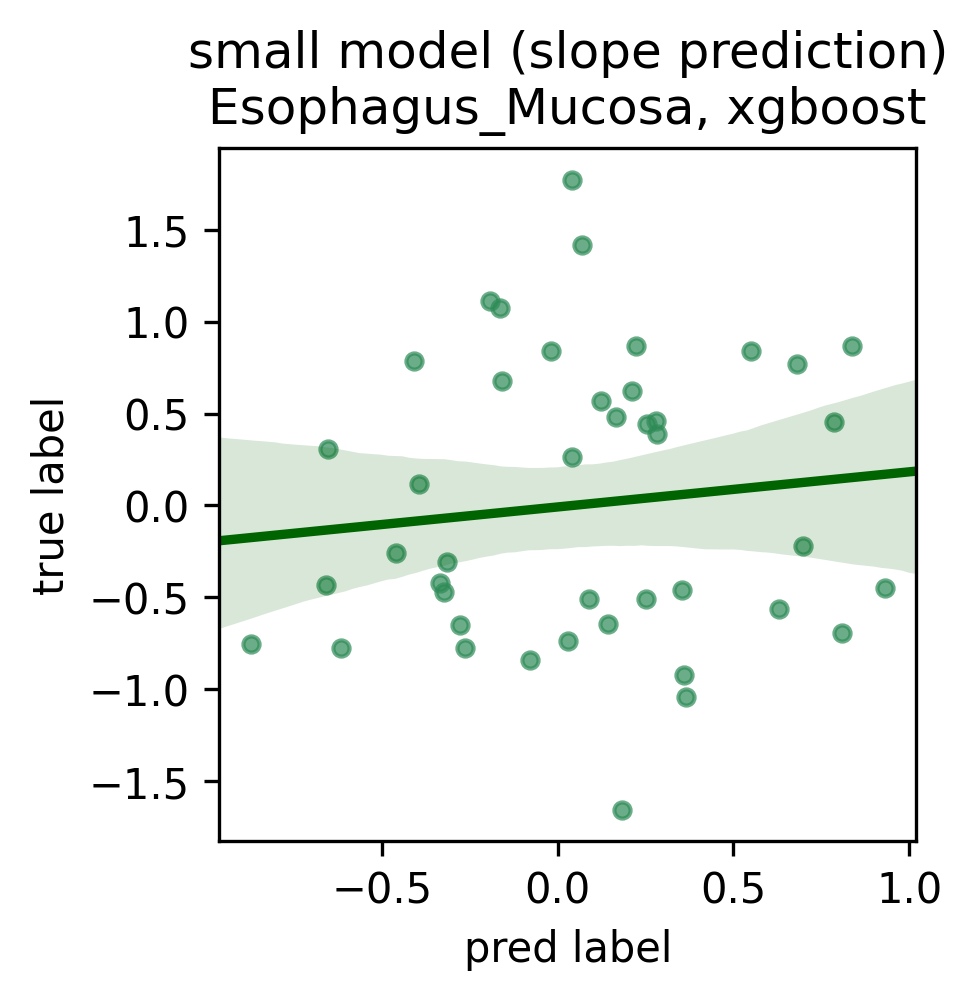 small model (slope prediction)
Esophagus_Mucosa, xgboost
1.5
1.0
0.5
0.0
−0.5
−1.0
−1.5
true label
−0.5
0.0
0.5
1.0
pred label